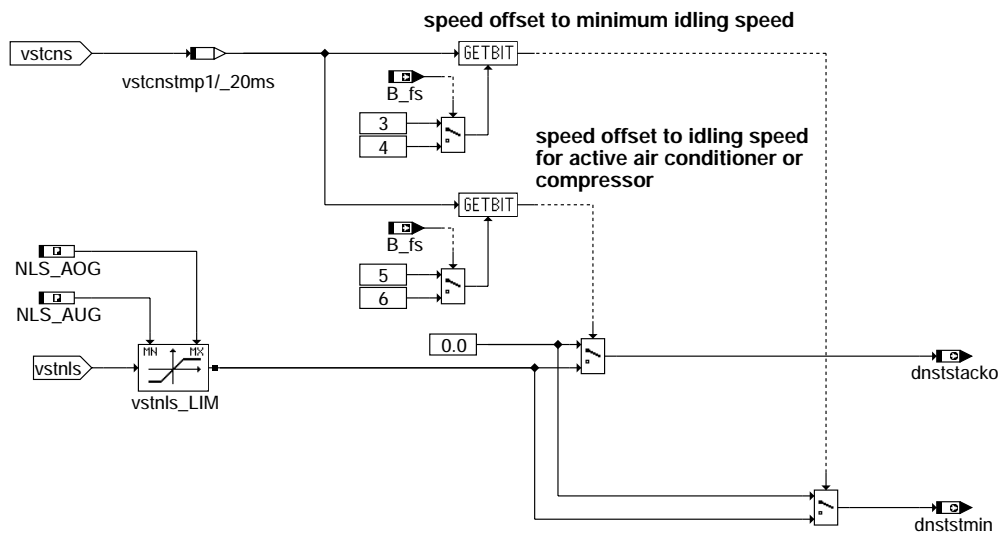 speed offset to minimum idling speed
vstcns
GETBIT
vstcnstmp1/_20ms
B_fs
3
4
speed offset to idling speed
for active air conditioner or
compressor
GETBIT
B_fs
NLS_AOG
5
NLS_AUG
6
0.0
MN
MX
vstnls
dnststacko
vstnls_LIM
dnststmin